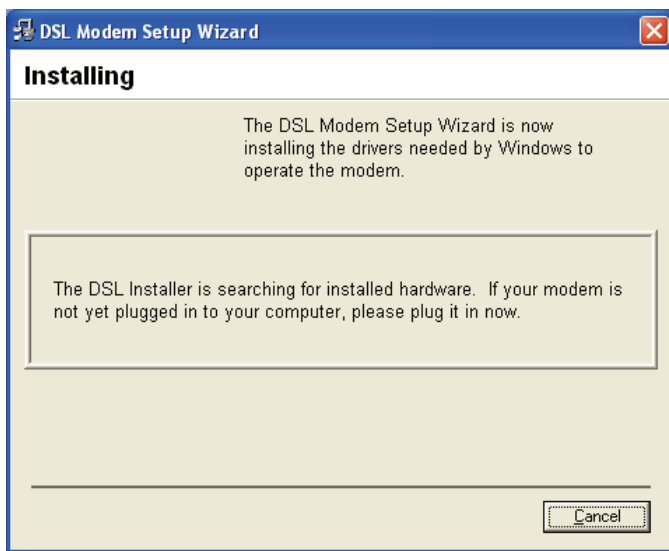 DSL Modem Setup Wizard
Installing
The DSL Modem Setup Wizard is now
installing the drivers needed by Windows to
operate the modem.
The DSL Installer is searching for installed hardware.  If your modem is
not yet plugged in to your computer, please plug it in now.
Cancel